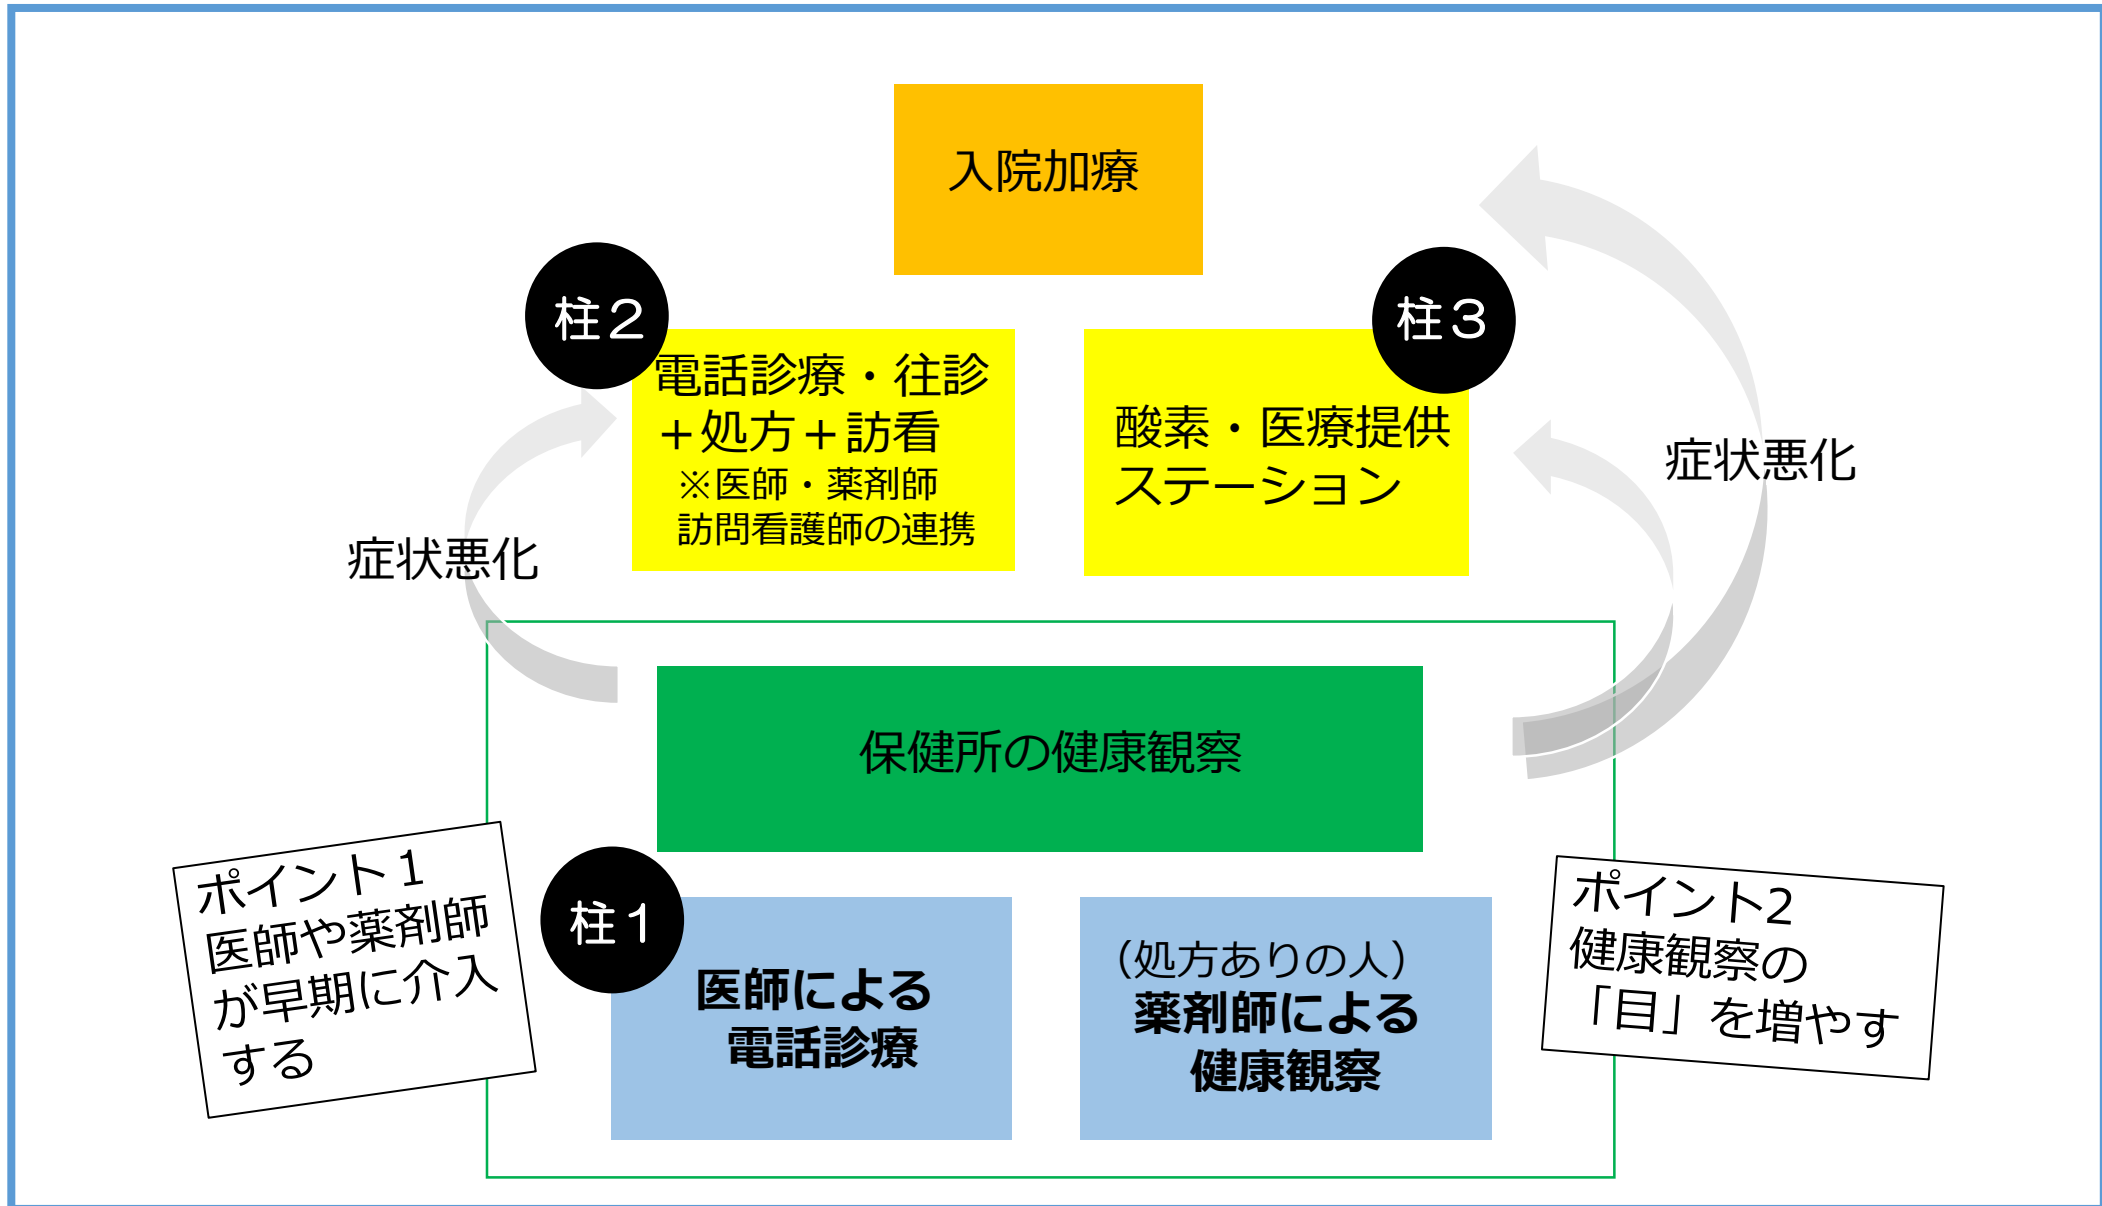 入院加療
柱２
電話診療・往診
＋処方＋訪看
※医師・薬剤師
訪問看護師の連携
柱３
酸素・医療提供
ステーション
症状悪化
症状悪化
保健所の健康観察
ポイント１
医師や薬剤師
が早期に介入
する
柱１
医師による
電話診療
（処方ありの人）
薬剤師による
健康観察
ポイント2
健康観察の
「目」を増やす